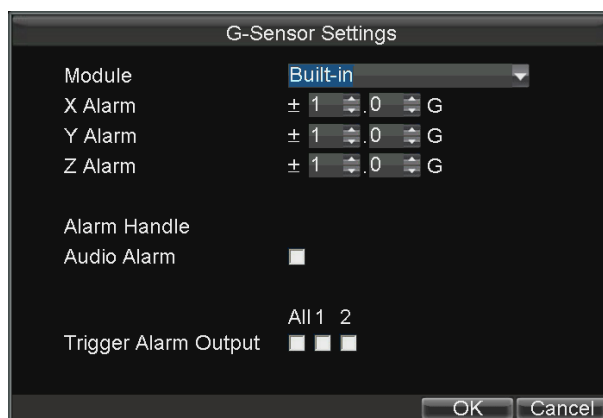 G-Sensor Settings
Module Built-in
X Alarm ± 1 .0 G
Y Alarm ± 1 .0 G
Z Alarm ± 1 .0 G
Alarm Handle
Audio Alarm
All 1 2
Trigger Alarm Output
OK Cancel